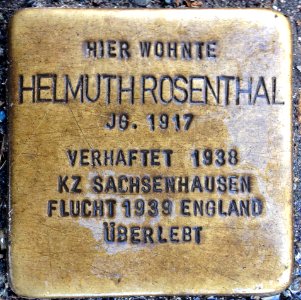 HIER WOHNTE
HELMUTH ROSENTHAL
JG. 1917
VERHAFTET 1938
KZ SACHSENHAUSEN
FLUCHT 1939 ENGLAND
ÜBERLEBT